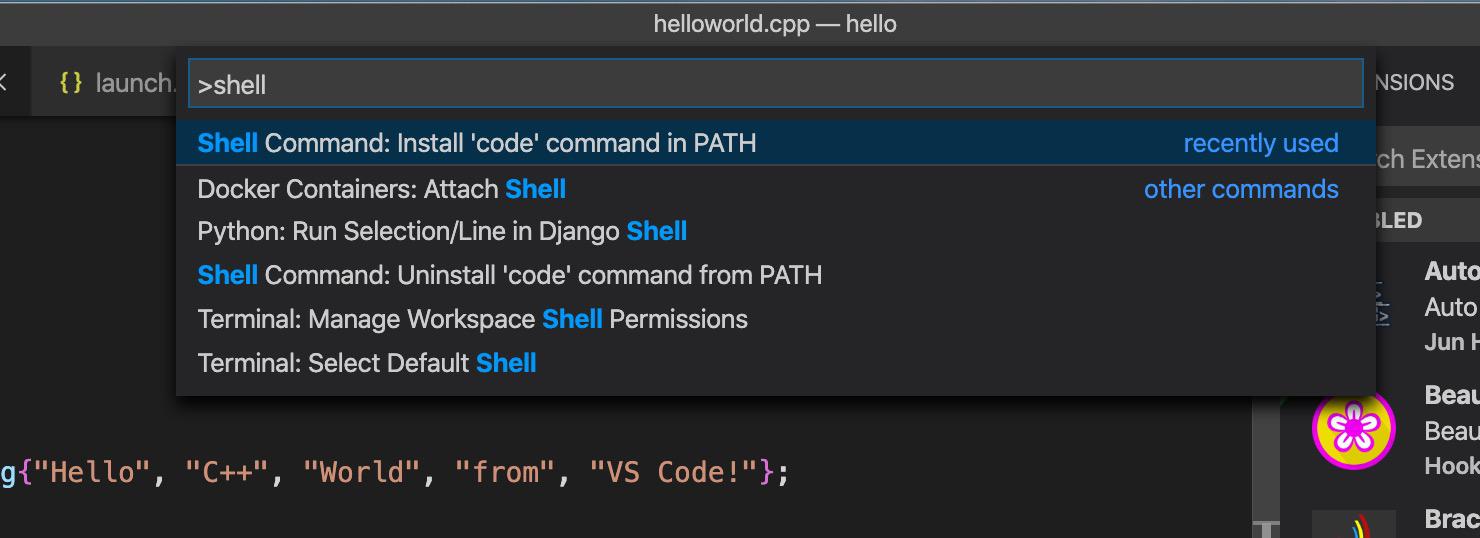 helloworld.cpp — hello
{} launch.
NSIONS
>shell
Shell Command: Install 'code' command in PATH recently used
ch Extens
Docker Containers: Attach Shell other commands
BLED
Python: Run Selection/Line in Django Shell
Shell Command: Uninstall 'code' command from PATH
Auto
Auto
Terminal: Manage Workspace Shell Permissions
Jun H
Terminal: Select Default Shell
Beau
Beau
Hook
g{"Hello", "C++", "World", "from", "VS Code!"};
Brac